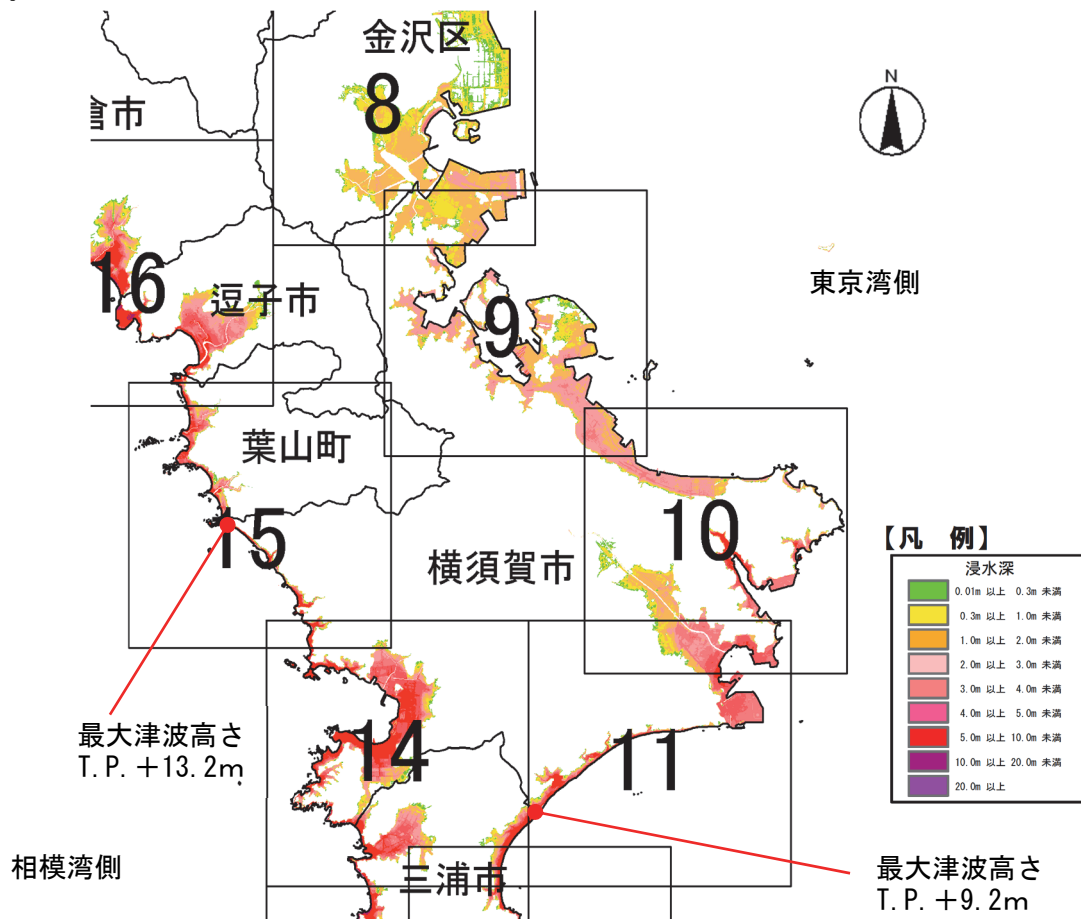 金沢区
8
N
倉市
16
逗子市
東京湾側
9
葉山町
15
10
横須賀市
【凡 例】
浸水深
0.01m 以上 0.3m 未満
0.3m 以上 1.0m 未満
1.0m 以上 2.0m 未満
2.0m 以上 3.0m 未満
3.0m 以上 4.0m 未満
4.0m 以上 5.0m 未満
5.0m 以上 10.0m 未満
10.0m 以上 20.0m 未満
20.0m 以上
最大津波高さ
T.P.+13.2m
14
11
相模湾側
三浦市
最大津波高さ
T.P.+9.2m